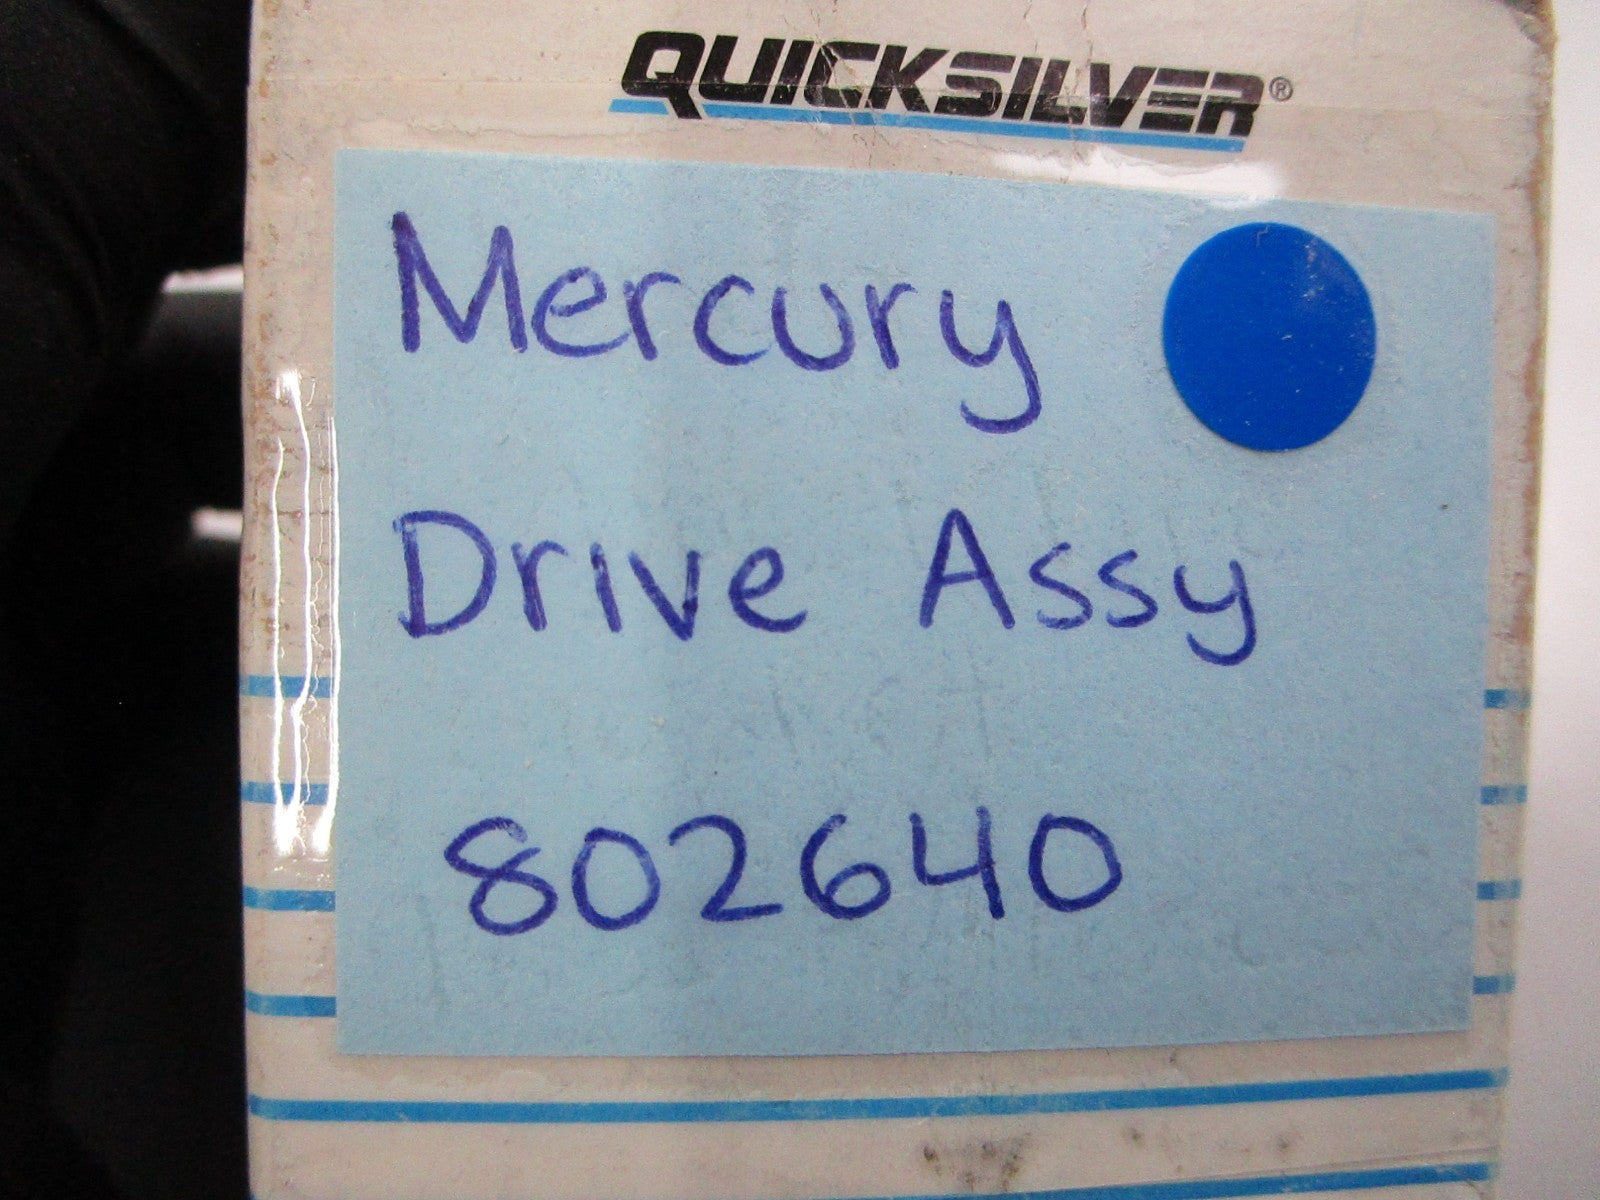 QUICKSILVER®
Mercury
Drive Assy
802640